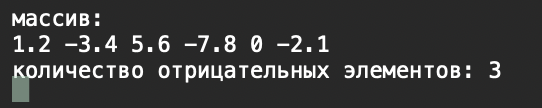 массив:
1.2 -3.4 5.6 -7.8 0 -2.1
количество отрицательных элементов: 3